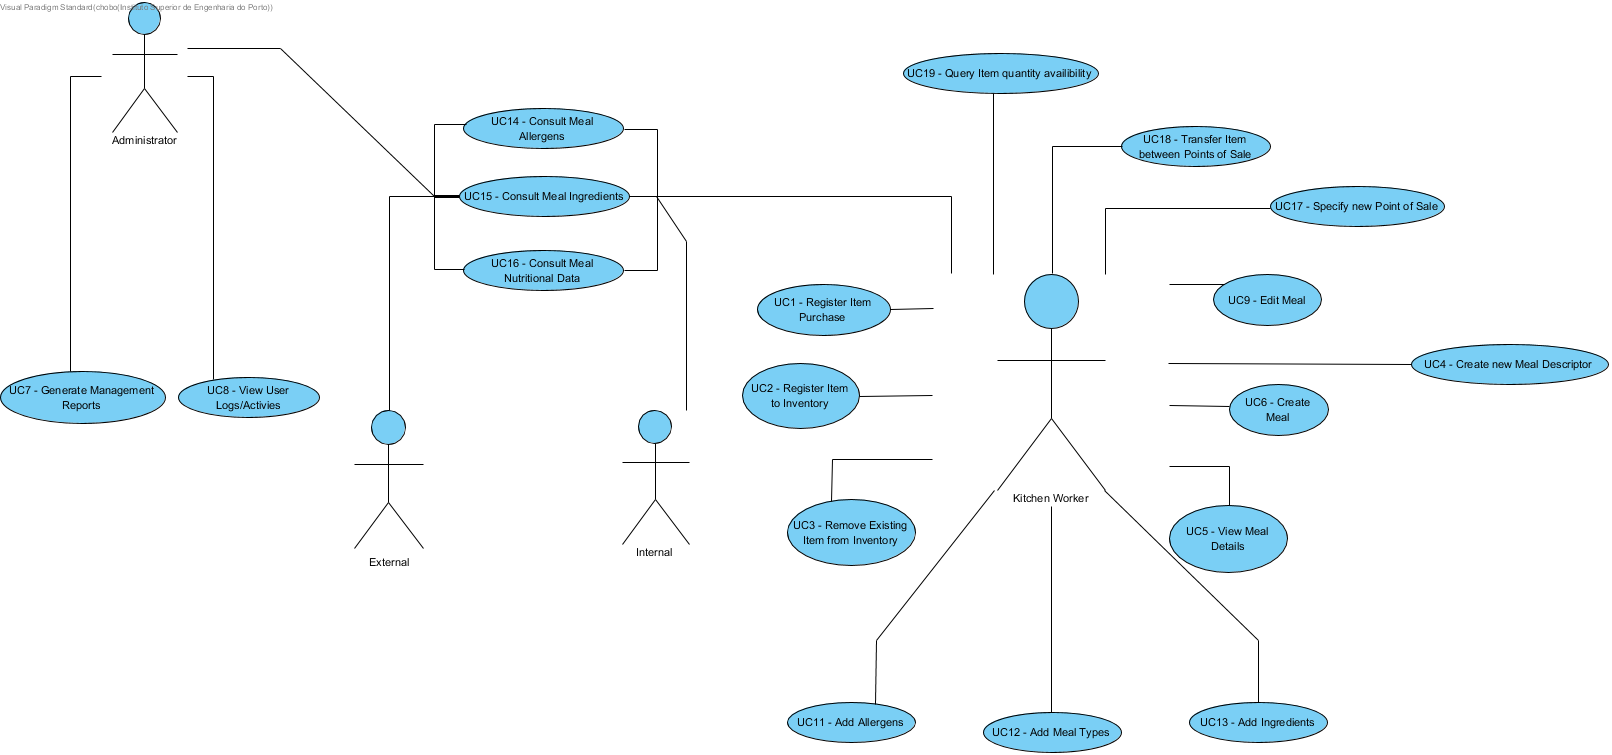 Visual Paradigm Standard(chobo(Instituto Superior de Engenharia do Porto))
Administrator
UC19 - Query Item quantity availibility
UC14 - Consult Meal
Allergens
UC18 - Transfer Item
between Points of Sale
UC15 - Consult Meal Ingredients
UC17 - Specify new Point of Sale
UC16 - Consult Meal
Nutritional Data
UC1 - Register Item
Purchase
UC9 - Edit Meal
UC4 - Create new Meal Descriptor
UC7 - Generate Management
Reports
UC8 - View User
Logs/Activies
UC2 - Register Item
to Inventory
UC6 - Create
Meal
Kitchen Worker
UC3 - Remove Existing
Item from Inventory
UC5 - View Meal
Details
External
Internal
UC11 - Add Allergens
UC12 - Add Meal Types
UC13 - Add Ingredients